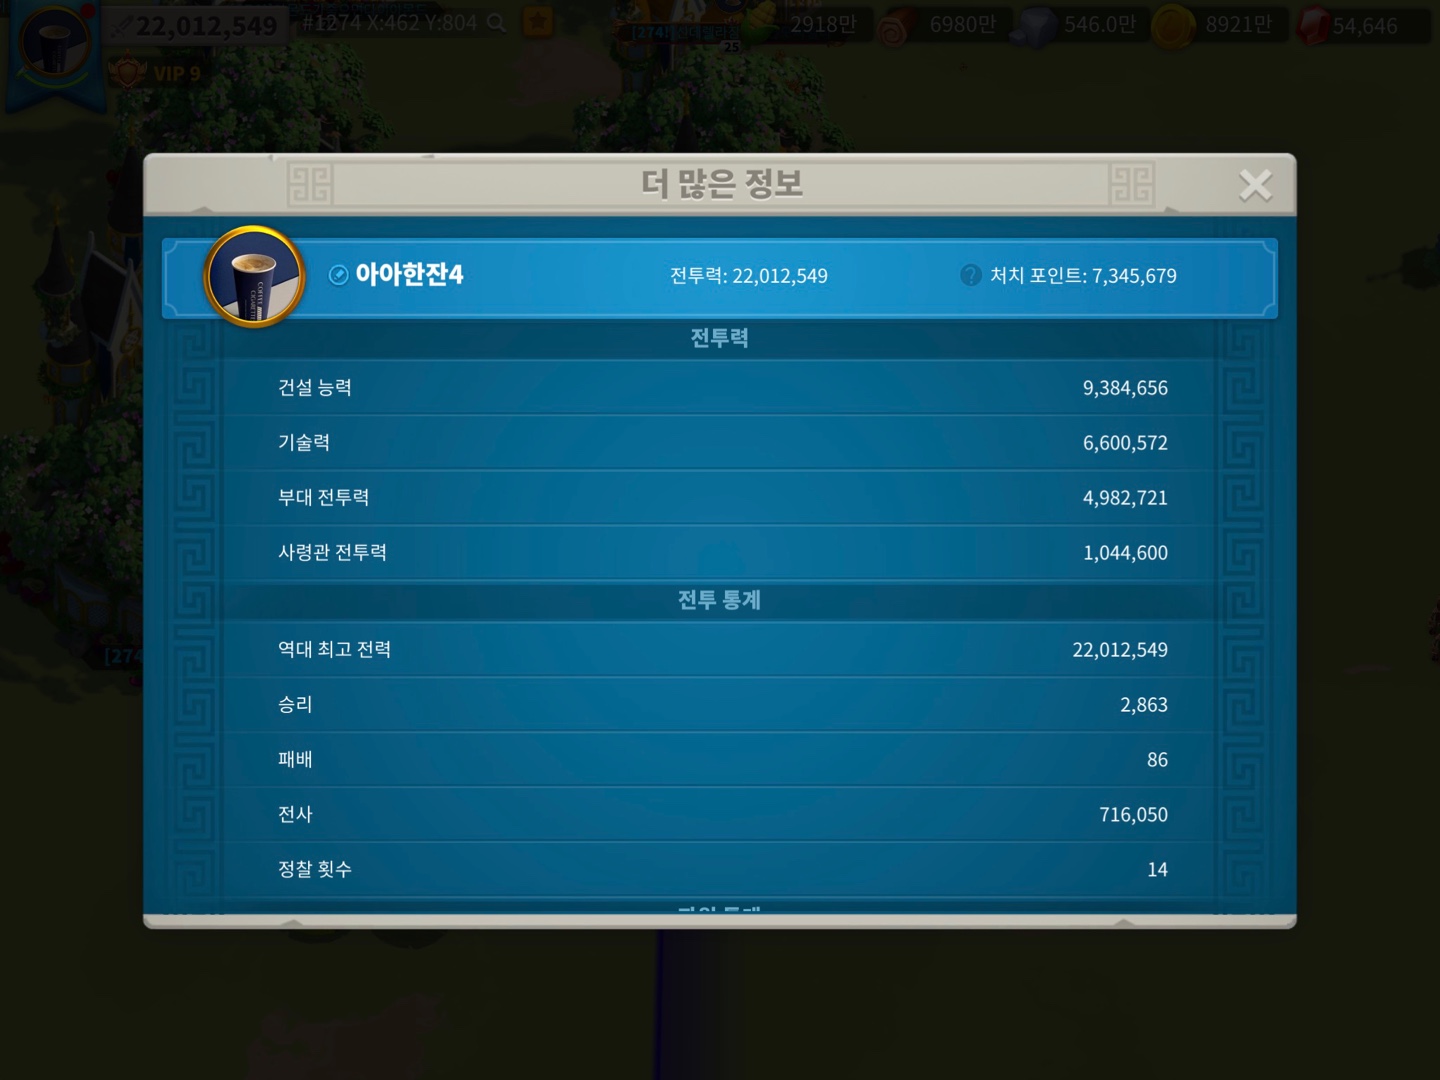 22,012,549
#1274 X:462 Y:804
2918만
6980만
546.0만
8921만
54,646
VIP 9
25
더 많은 정보
아아한잔4
전투력: 22,012,549
처치 포인트: 7,345,679
전투력
건설 능력 9,384,656
기술력 6,600,572
부대 전투력 4,982,721
사령관 전투력 1,044,600
전투 통계
역대 최고 전력 22,012,549
승리 2,863
패배 86
전사 716,050
정찰 횟수 14
[274